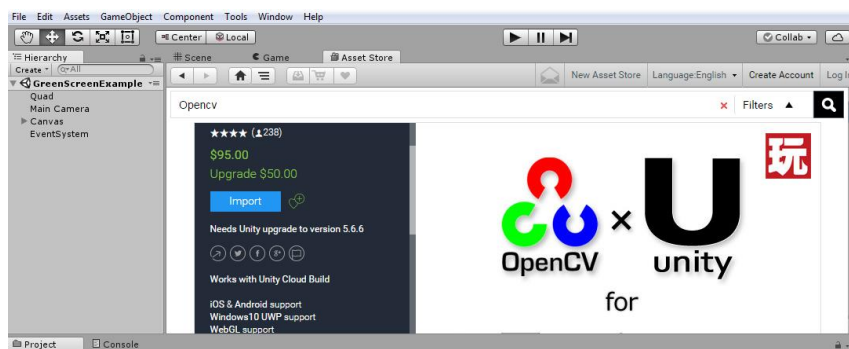 File Edit Assets GameObject Component Tools Window Help
Center Local Collab
Hierarchy Scene Game Asset Store
Create All
New Asset Store Language:English Create Account Log In
GreenScreenExample
Quad
Main Camera
Canvas
EventSystem
Opencv Filters
(238)
$95.00
Upgrade $50.00
Import
Needs Unity upgrade to version 5.6.6
Works with Unity Cloud Build
iOS & Android support
Windows10 UWP support
WebGL support
玩
OpenCV × unity
for
Project Console